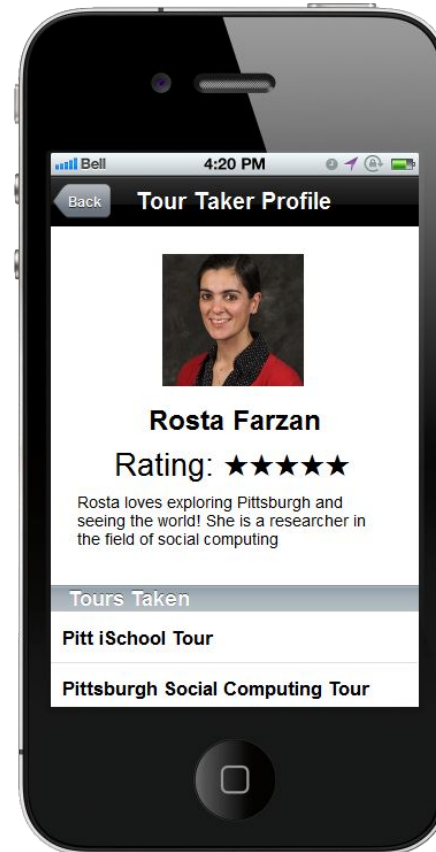 Bell 4:20 PM
Back Tour Taker Profile
Rosta Farzan
Rating: ★★★★★
Rosta loves exploring Pittsburgh and
seeing the world! She is a researcher in
the field of social computing
Tours Taken
Pitt iSchool Tour
Pittsburgh Social Computing Tour